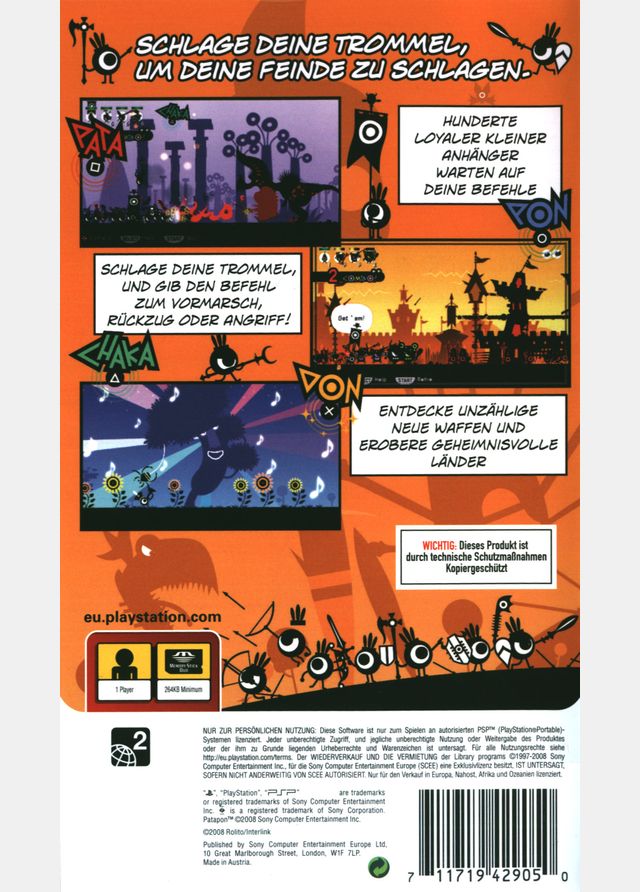 SCHLAGE DEINE TROMMEL,
UM DEINE FEINDE ZU SCHLAGEN.
PATA
CHAKA
HUNDERTE
LOYALER KLEINER
ANHÄNGER
WARTEN AUF
DEINE BEFEHLE
PON
SCHLAGE DEINE TROMMEL,
UND GIB DEN BEFEHL
ZUM VORMARSCH,
RÜCKZUG ODER ANGRIFF!
2 COMBO
Get 'em!
Help START
CHAKA
DON
ENTDECKE UNZÄHLIGE
NEUE WAFFEN UND
EROBERE GEHEIMNISVOLLE
LÄNDER
WICHTIG: Dieses Produkt ist
durch technische Schutzmaßnahmen
Kopiergeschützt
eu.playstation.com
MEMORY STICK
DUO
1 Player
264KB Minimum
2
NUR ZUR PERSÖNLICHEN NUTZUNG: Diese Software ist nur zum Spielen an autorisierten PSP™ (PlayStation®Portable)-
Systemen lizenziert. Jeder unberechtigte Zugriff, und jegliche unberechtigte Nutzung oder Weitergabe des Produktes
oder der ihm zu Grunde liegenden Urheberrechte und Warenzeichen ist untersagt. Für alle Nutzungsrechte siehe
http://eu.playstation.com/terms. Der WIEDERVERKAUF UND DIE VERMIETUNG der Library programs ©1997-2008 Sony
Computer Entertainment Inc., für die Sony Computer Entertainment Europe (SCEE) eine Exklusivlizenz besitzt, IST UNTERSAGT,
SOFERN NICHT ANDERWEITIG VON SCEE AUTORISIERT. Nur für den Verkauf in Europa, Nahost, Afrika und Ozeanien lizenziert.
" ", "PlayStation", "PSP" are trademarks
or registered trademarks of Sony Computer Entertainment
Inc. is a registered trademark of Sony Corporation.
Patapon™©2008 Sony Computer Entertainment Inc.
©2008 Rolito/Interlink
Published by Sony Computer Entertainment Europe Ltd,
10 Great Marlborough Street, London, W1F 7LP.
Made in Austria.
7 11719 42905 0